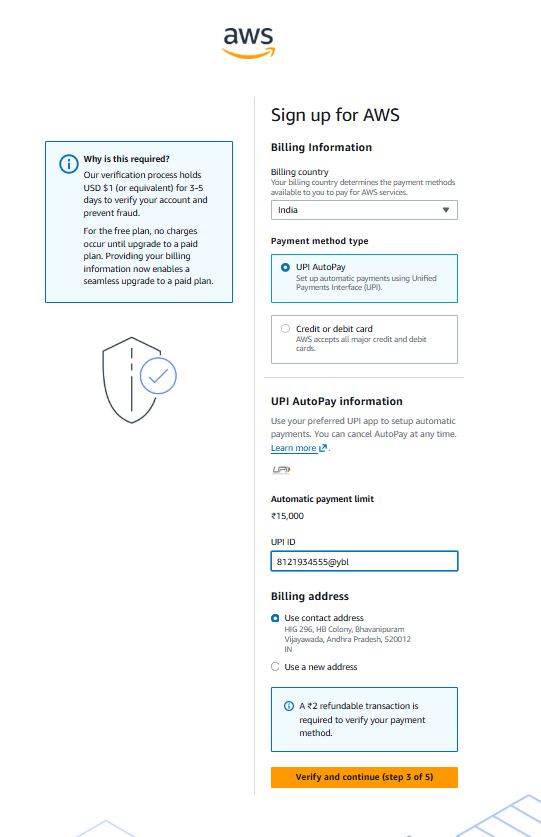 aws
Sign up for AWS
Why is this required?
Our verification process holds
USD $1 (or equivalent) for 3-5
days to verify your account and
prevent fraud.
For the free plan, no charges
occur until upgrade to a paid
plan. Providing your billing
information now enables a
seamless upgrade to a paid plan.
Billing Information
Billing country
Your billing country determines the payment methods
available to you to pay for AWS services.
India
Payment method type
UPI AutoPay
Set up automatic payments using Unified
Payments Interface (UPI).
Credit or debit card
AWS accepts all major credit and debit
cards.
UPI AutoPay information
Use your preferred UPI app to setup automatic
payments. You can cancel AutoPay at any time.
Learn more .
UPI
Automatic payment limit
₹15,000
UPI ID
8121934555@ybl
Billing address
Use contact address
HIG 296, HB Colony, Bhavanipuram
Vijayawada, Andhra Pradesh, 520012
IN
Use a new address
A ₹2 refundable transaction is
required to verify your payment
method.
Verify and continue (step 3 of 5)